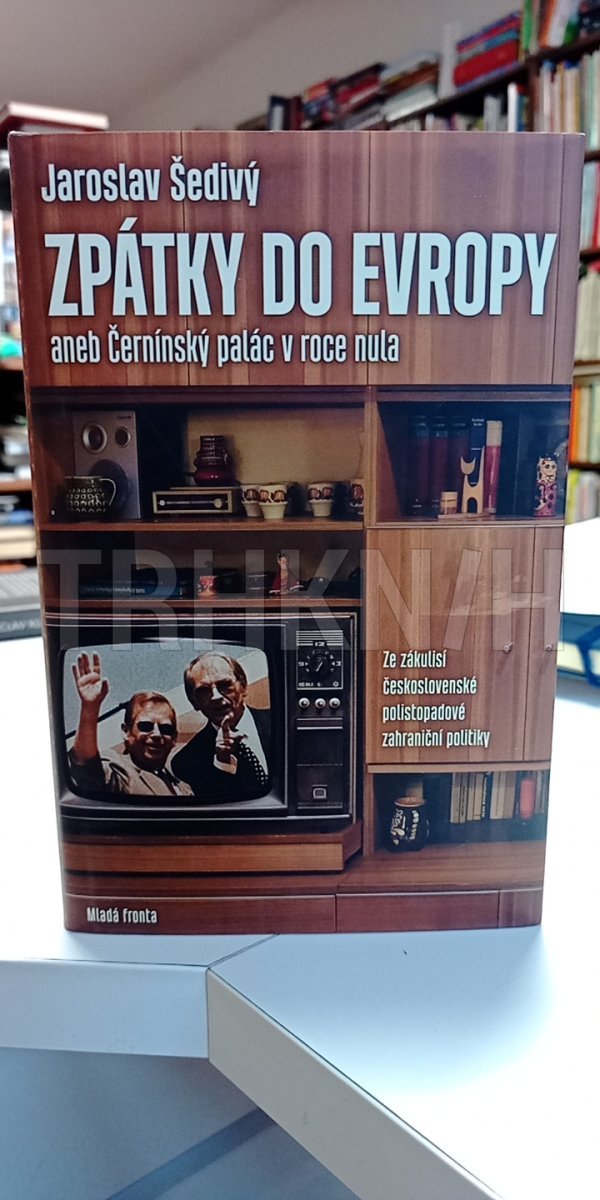 Jaroslav Šedivý
ZPÁTKY DO EVROPY
aneb Černínský palác v roce nula
TRHKNIH
Ze zákulisí
československé
polistopadové
zahraniční politiky
Mladá fronta